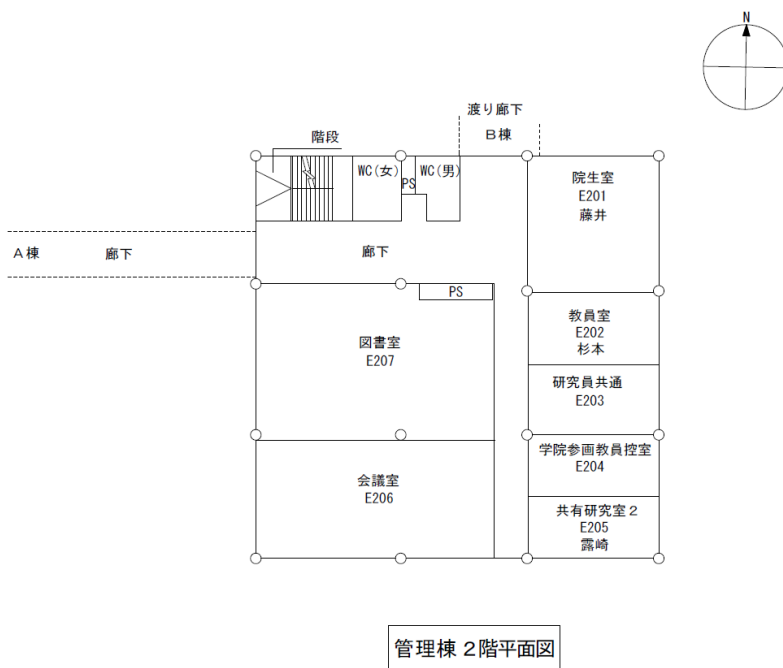 N
渡り廊下
B棟
階段
WC(女)
PS
WC(男)
院生室
E201
藤井
A棟
廊下
廊下
PS
教員室
E202
杉本
図書室
E207
研究員共通
E203
学院参画教員控室
E204
会議室
E206
共有研究室2
E205
露崎
管理棟 2階平面図